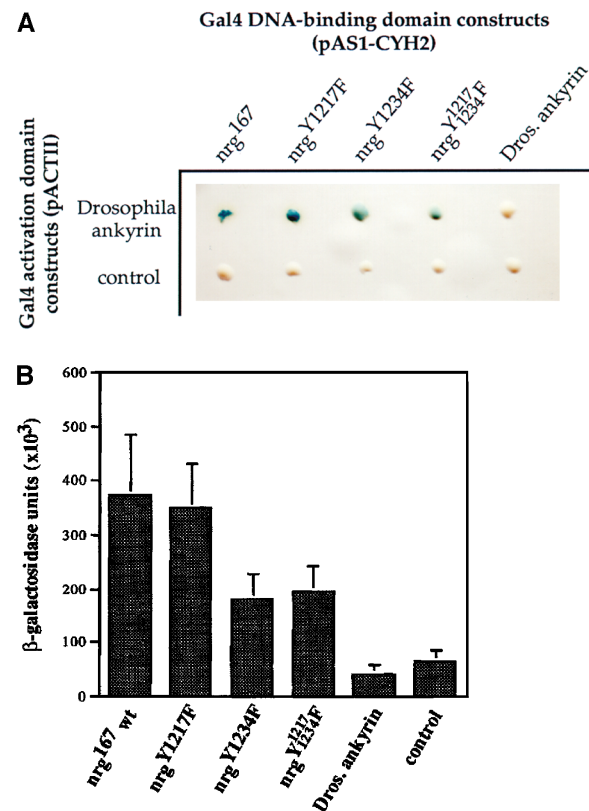 A
Gal4 DNA-binding domain constructs
(pAS1-CYH2)
nrg167
nrg Y1217F
nrg Y1234F
nrg Y1217 1234F
Dros. ankyrin
Gal4 activation domain
constructs (pACTII)
Drosophila
ankyrin
control
B
β-galactosidase units (x10³)
600
500
400
300
200
100
0
nrg167 wt
nrg Y1217F
nrg Y1234F
nrg Y1217 1234F
Dros. ankyrin
control